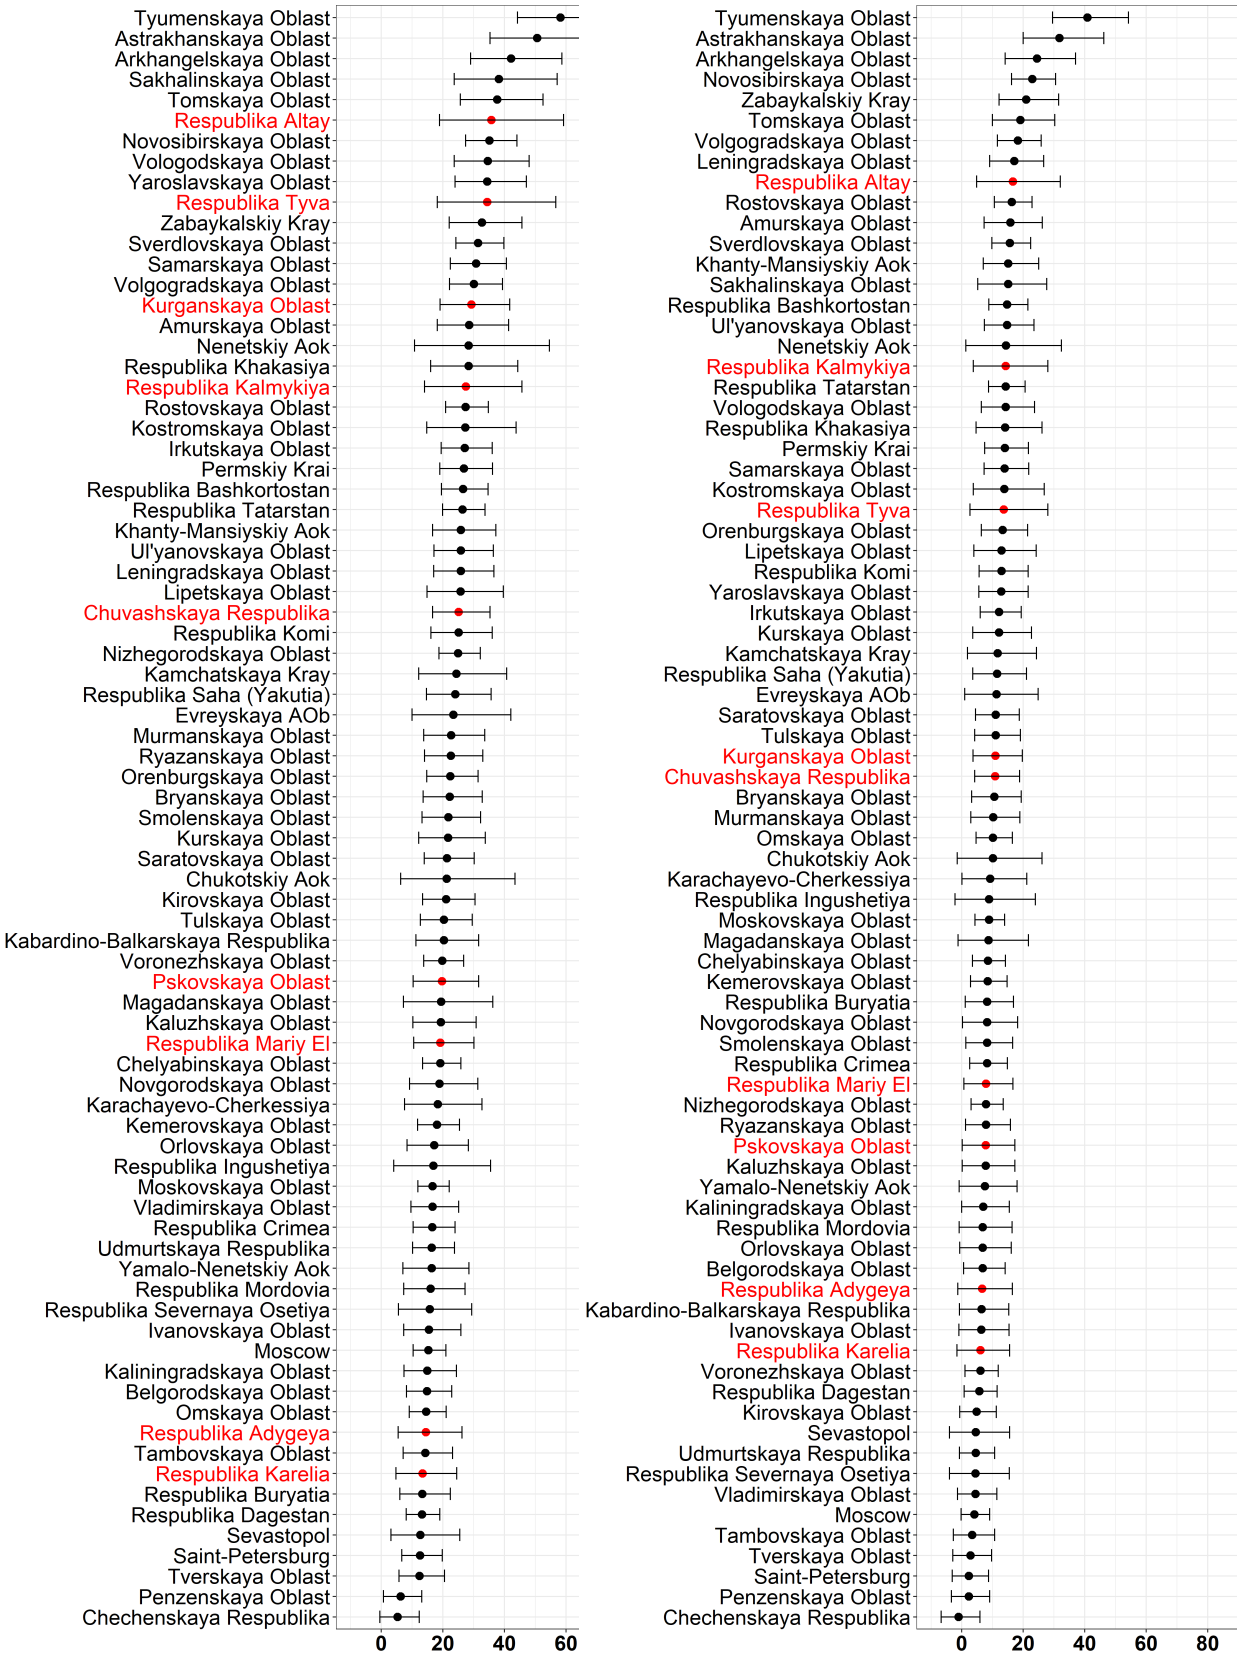 Tyumenskaya Oblast
Astrakhanskaya Oblast
Arkhangelskaya Oblast
Sakhalinskaya Oblast
Tomskaya Oblast
Respublika Altay
Novosibirskaya Oblast
Vologodskaya Oblast
Yaroslavskaya Oblast
Respublika Tyva
Zabaykalskiy Kray
Sverdlovskaya Oblast
Samarskaya Oblast
Volgogradskaya Oblast
Kurganskaya Oblast
Amurskaya Oblast
Nenetskiy Aok
Respublika Khakasiya
Respublika Kalmykiya
Rostovskaya Oblast
Kostromskaya Oblast
Irkutskaya Oblast
Permskiy Krai
Respublika Bashkortostan
Respublika Tatarstan
Khanty-Mansiyskiy Aok
Ul'yanovskaya Oblast
Leningradskaya Oblast
Lipetskaya Oblast
Chuvashskaya Respublika
Respublika Komi
Nizhegorodskaya Oblast
Kamchatskaya Kray
Respublika Saha (Yakutia)
Evreyskaya AOb
Murmanskaya Oblast
Ryazanskaya Oblast
Orenburgskaya Oblast
Bryanskaya Oblast
Smolenskaya Oblast
Kurskaya Oblast
Saratovskaya Oblast
Chukotskiy Aok
Kirovskaya Oblast
Tulskaya Oblast
Kabardino-Balkarskaya Respublika
Voronezhskaya Oblast
Pskovskaya Oblast
Magadanskaya Oblast
Kaluzhskaya Oblast
Respublika Mariy El
Chelyabinskaya Oblast
Novgorodskaya Oblast
Karachayevo-Cherkessiya
Kemerovskaya Oblast
Orlovskaya Oblast
Respublika Ingushetiya
Moskovskaya Oblast
Vladimirskaya Oblast
Respublika Crimea
Udmurtskaya Respublika
Yamalo-Nenetskiy Aok
Respublika Mordovia
Respublika Severnaya Osetiya
Ivanovskaya Oblast
Moscow
Kaliningradskaya Oblast
Belgorodskaya Oblast
Omskaya Oblast
Respublika Adygeya
Tambovskaya Oblast
Respublika Karelia
Respublika Buryatia
Respublika Dagestan
Sevastopol
Saint-Petersburg
Tverskaya Oblast
Penzenskaya Oblast
Chechenskaya Respublika
0 20 40 60
Tyumenskaya Oblast
Astrakhanskaya Oblast
Arkhangelskaya Oblast
Novosibirskaya Oblast
Zabaykalskiy Kray
Tomskaya Oblast
Volgogradskaya Oblast
Leningradskaya Oblast
Respublika Altay
Rostovskaya Oblast
Amurskaya Oblast
Sverdlovskaya Oblast
Khanty-Mansiyskiy Aok
Sakhalinskaya Oblast
Respublika Bashkortostan
Ul'yanovskaya Oblast
Nenetskiy Aok
Respublika Kalmykiya
Respublika Tatarstan
Vologodskaya Oblast
Respublika Khakasiya
Permskiy Krai
Samarskaya Oblast
Kostromskaya Oblast
Respublika Tyva
Orenburgskaya Oblast
Lipetskaya Oblast
Respublika Komi
Yaroslavskaya Oblast
Irkutskaya Oblast
Kurskaya Oblast
Kamchatskaya Kray
Respublika Saha (Yakutia)
Evreyskaya AOb
Saratovskaya Oblast
Tulskaya Oblast
Kurganskaya Oblast
Chuvashskaya Respublika
Bryanskaya Oblast
Murmanskaya Oblast
Omskaya Oblast
Chukotskiy Aok
Karachayevo-Cherkessiya
Respublika Ingushetiya
Moskovskaya Oblast
Magadanskaya Oblast
Chelyabinskaya Oblast
Kemerovskaya Oblast
Respublika Buryatia
Novgorodskaya Oblast
Smolenskaya Oblast
Respublika Crimea
Respublika Mariy El
Nizhegorodskaya Oblast
Ryazanskaya Oblast
Pskovskaya Oblast
Kaluzhskaya Oblast
Yamalo-Nenetskiy Aok
Kaliningradskaya Oblast
Respublika Mordovia
Orlovskaya Oblast
Belgorodskaya Oblast
Respublika Adygeya
Kabardino-Balkarskaya Respublika
Ivanovskaya Oblast
Respublika Karelia
Voronezhskaya Oblast
Respublika Dagestan
Kirovskaya Oblast
Sevastopol
Udmurtskaya Respublika
Respublika Severnaya Osetiya
Vladimirskaya Oblast
Moscow
Tambovskaya Oblast
Tverskaya Oblast
Saint-Petersburg
Penzenskaya Oblast
Chechenskaya Respublika
0 20 40 60 80